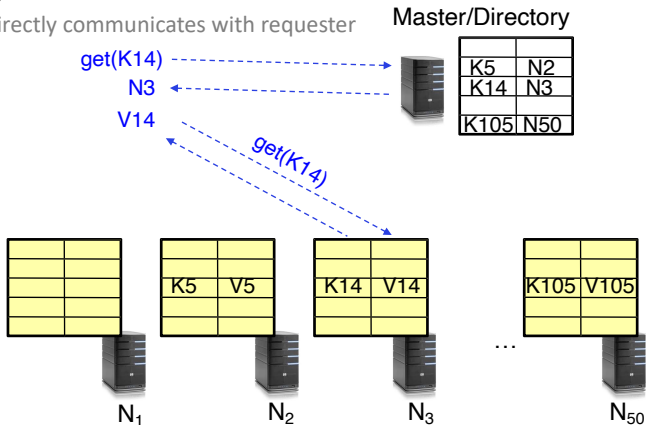 irectly communicates with requester
Master/Directory
get(K14)
N3
V14
K5 N2
K14 N3
K105 N50
get(K14)
K5 V5
K14 V14
K105 V105
…
N1 N2 N3 N50